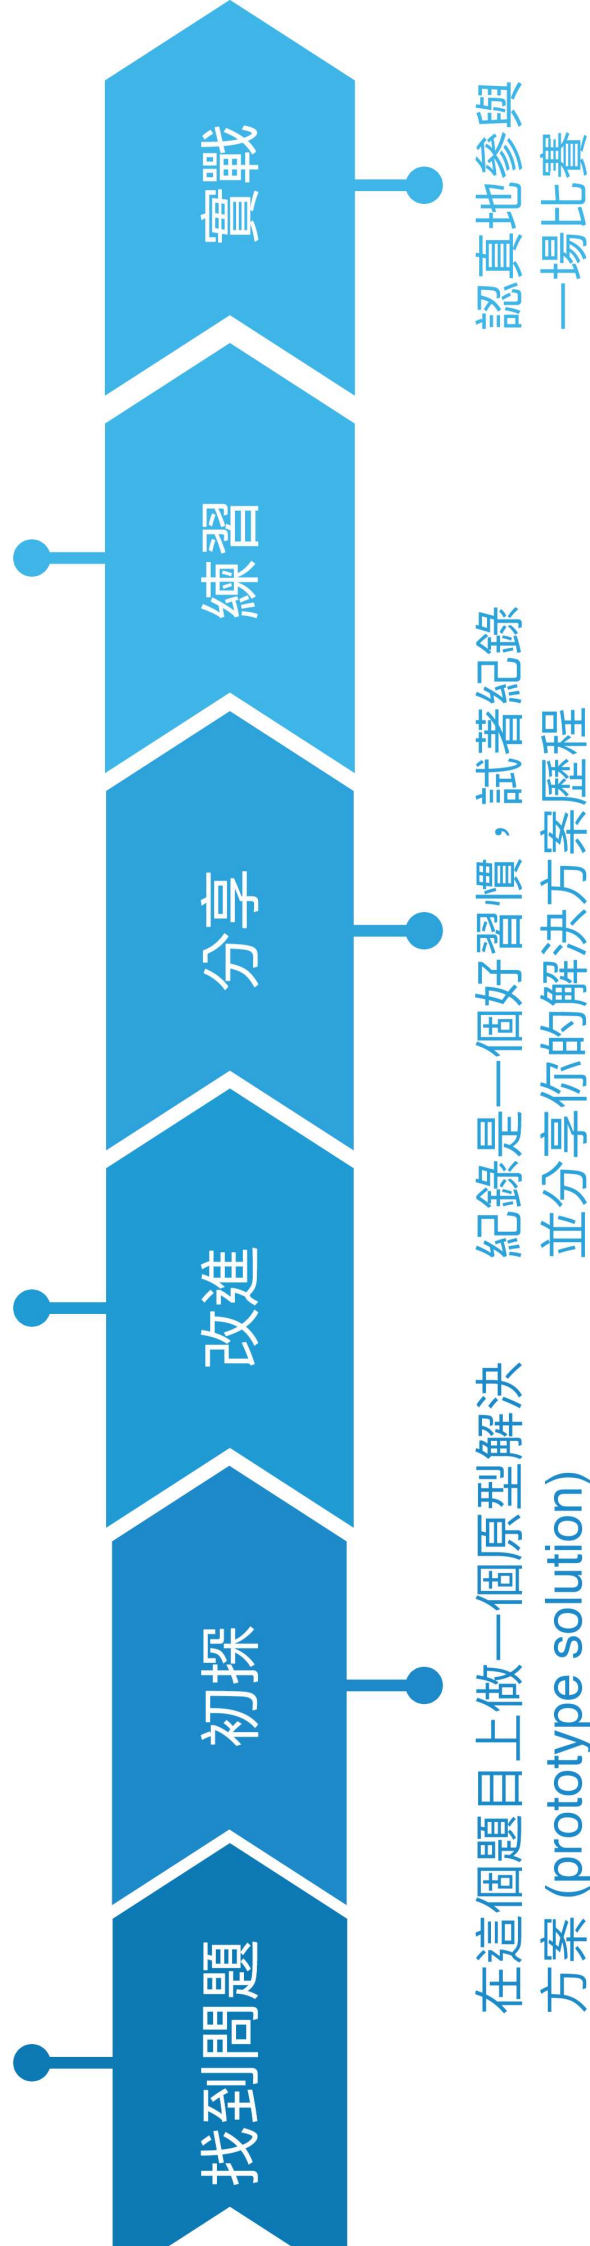 找到問題
初探
改進
分享
練習
實戰
在這個題目上做一個原型解決
方案 (prototype solution)
紀錄是一個好習慣，試著紀錄
並分享你的解決方案歷程
認真地參與
一場比賽